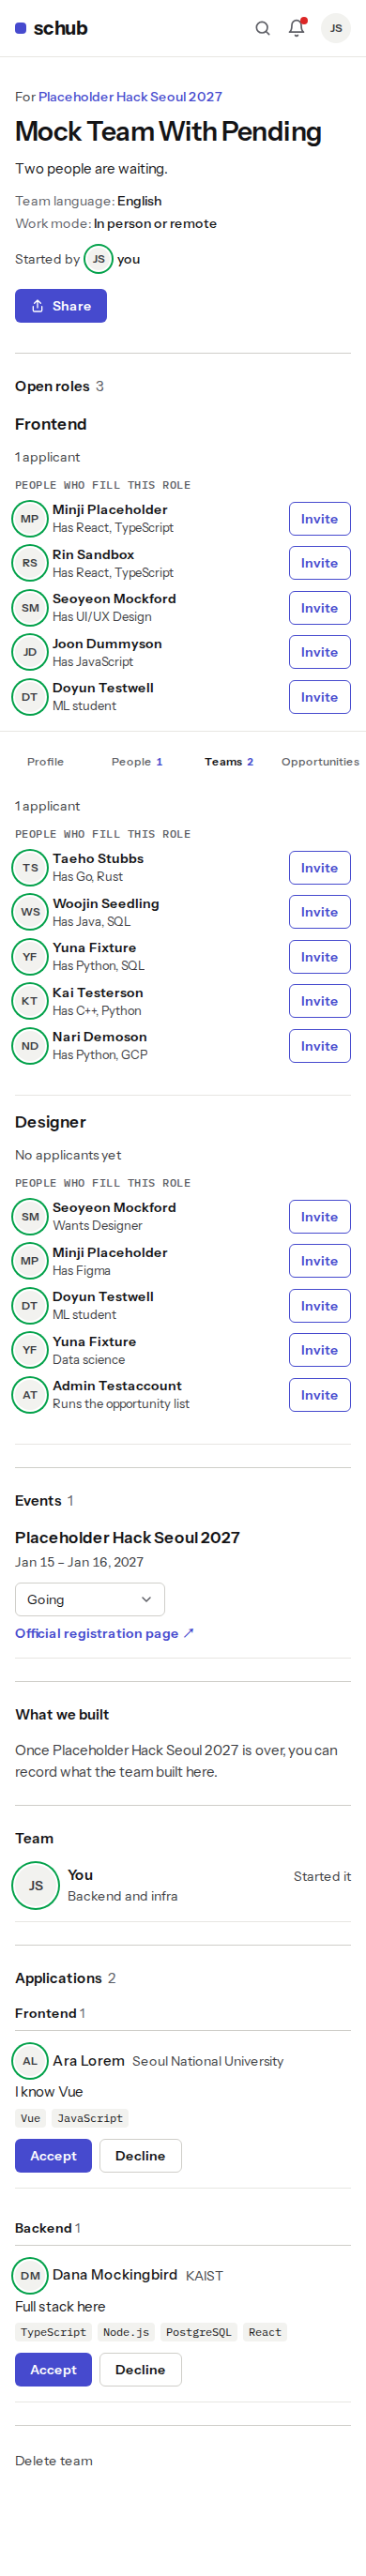 schub
JS
For Placeholder Hack Seoul 2027
Mock Team With Pending
Two people are waiting.
Team language: English
Work mode: In person or remote
Started by JS you
Share
Open roles 3
Frontend
1 applicant
PEOPLE WHO FILL THIS ROLE
MP Minji Placeholder Invite
Has React, TypeScript
RS Rin Sandbox Invite
Has React, TypeScript
SM Seoyeon Mockford Invite
Has UI/UX Design
JD Joon Dummyson Invite
Has JavaScript
DT Doyun Testwell Invite
ML student
Profile People 1 Teams 2 Opportunities
1 applicant
PEOPLE WHO FILL THIS ROLE
TS Taeho Stubbs Invite
Has Go, Rust
WS Woojin Seedling Invite
Has Java, SQL
YF Yuna Fixture Invite
Has Python, SQL
KT Kai Testerson Invite
Has C++, Python
ND Nari Demoson Invite
Has Python, GCP
Designer
No applicants yet
PEOPLE WHO FILL THIS ROLE
SM Seoyeon Mockford Invite
Wants Designer
MP Minji Placeholder Invite
Has Figma
DT Doyun Testwell Invite
ML student
YF Yuna Fixture Invite
Data science
AT Admin Testaccount Invite
Runs the opportunity list
Events 1
Placeholder Hack Seoul 2027
Jan 15 – Jan 16, 2027
Going
Official registration page ↗
What we built
Once Placeholder Hack Seoul 2027 is over, you can
record what the team built here.
Team
JS You Started it
Backend and infra
Applications 2
Frontend 1
AL Ara Lorem Seoul National University
I know Vue
Vue JavaScript
Accept Decline
Backend 1
DM Dana Mockingbird KAIST
Full stack here
TypeScript Node.js PostgreSQL React
Accept Decline
Delete team